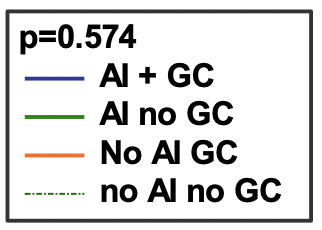 p=0.574
AI + GC
AI no GC
No AI GC
no AI no GC